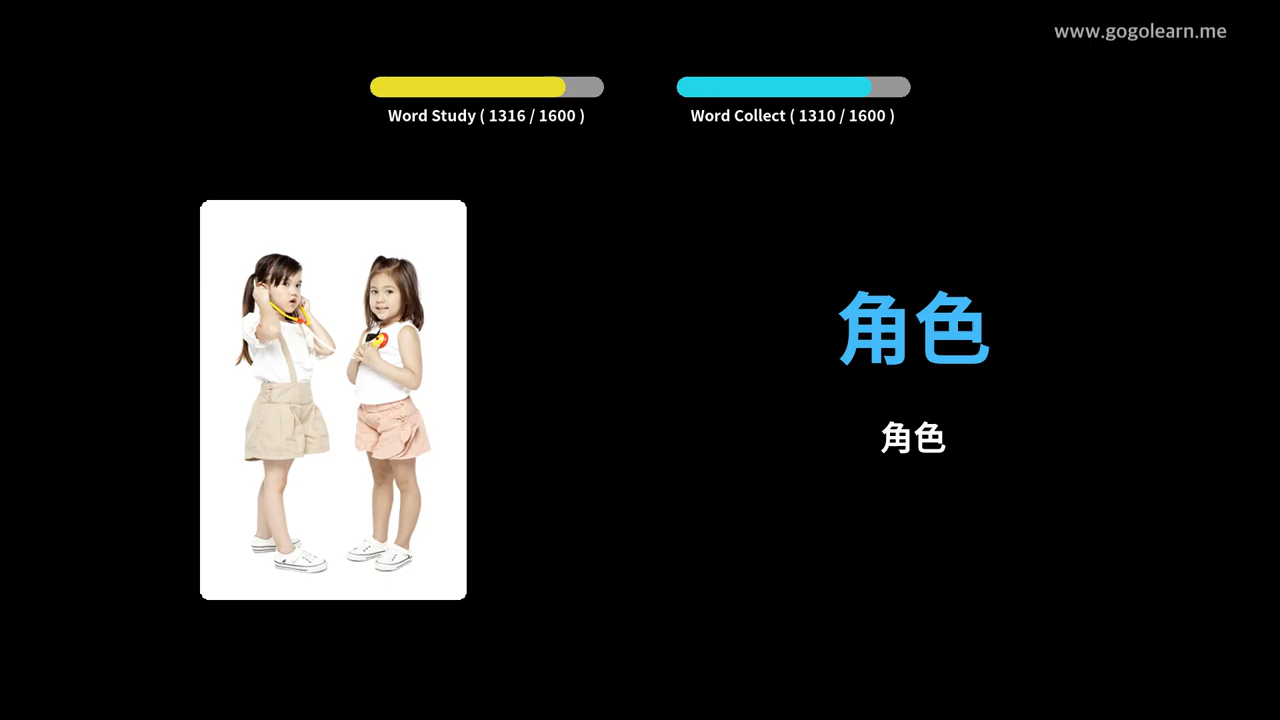 www.gogolearn.me
Word Study ( 1316 / 1600 )
Word Collect ( 1310 / 1600 )
角色
角色